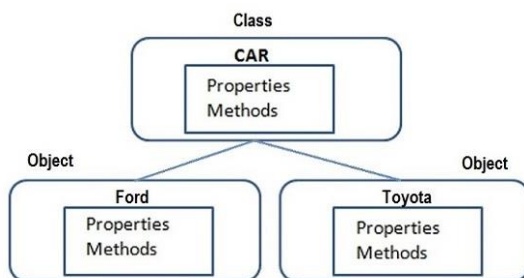 Class
CAR
Properties
Methods
Object
Object
Ford
Properties
Methods
Toyota
Properties
Methods